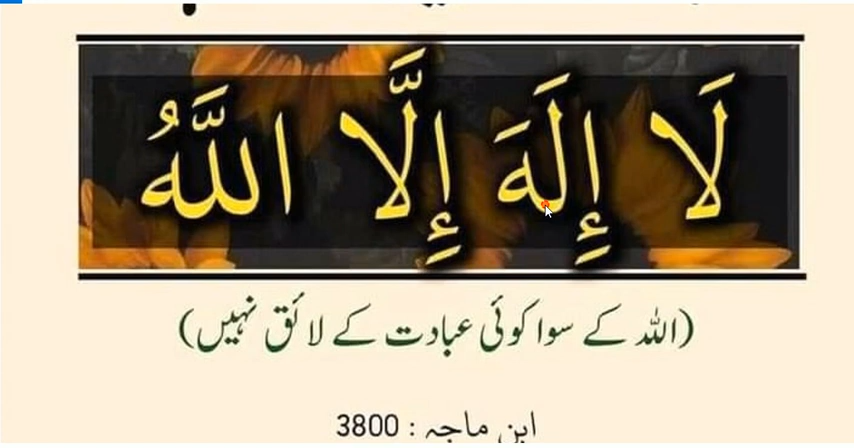 لَا إِلَهَ إِلَّا اللَّهُ
(اللہ کے سوا کوئی عبادت کے لائق نہیں)
ابن ماجہ : 3800